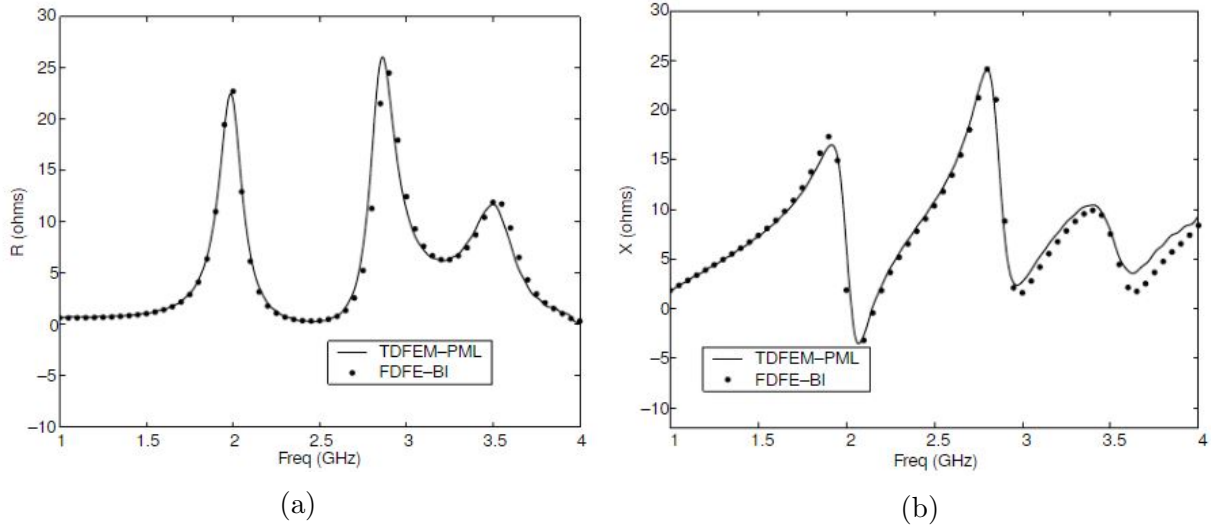 30
25
20
15
10
5
0
−5
−10
R (ohms)
TDFEM–PML
FDFE–BI
1 1.5 2 2.5 3 3.5 4
Freq (GHz)
(a)
30
25
20
15
10
5
0
−5
−10
X (ohms)
TDFEM–PML
FDFE–BI
1 1.5 2 2.5 3 3.5 4
Freq (GHz)
(b)